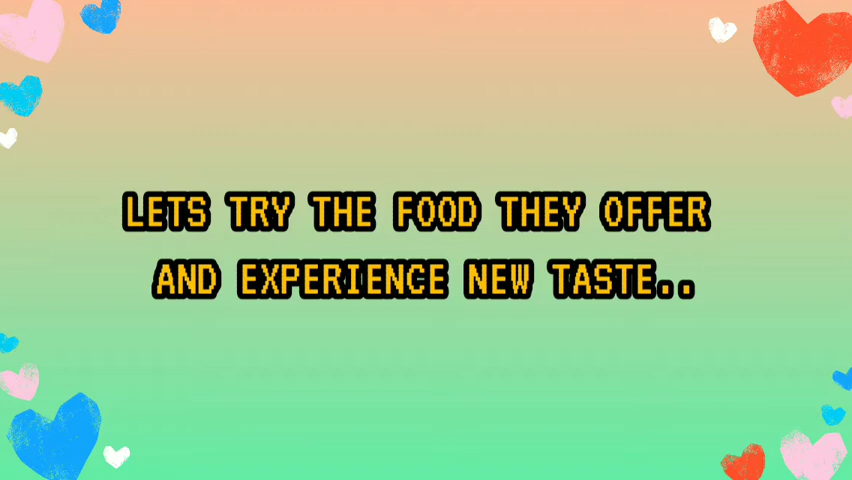 LETS TRY THE FOOD THEY OFFER
AND EXPERIENCE NEW TASTE..